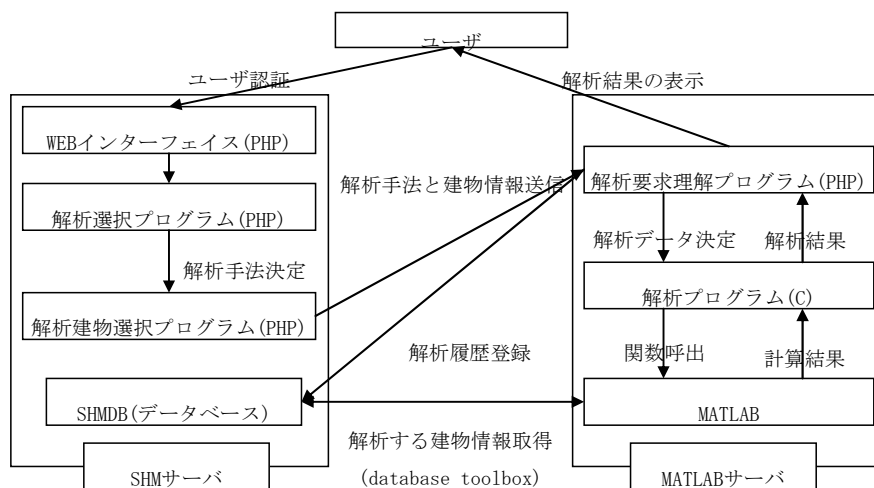 ユーザ
ユーザ認証
解析結果の表示
WEBインターフェイス(PHP)
解析手法と建物情報送信
解析要求理解プログラム(PHP)
解析選択プログラム(PHP)
解析データ決定
解析結果
解析手法決定
解析プログラム(C)
解析建物選択プログラム(PHP)
解析履歴登録
関数呼出
計算結果
SHMDB(データベース)
MATLAB
解析する建物情報取得
(database toolbox)
SHMサーバ
MATLABサーバ